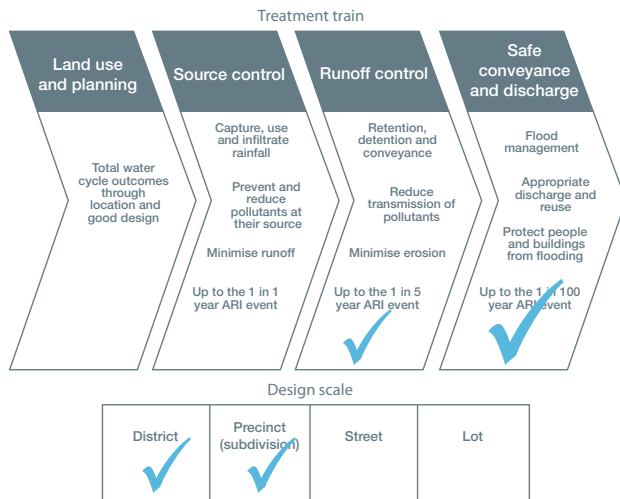 Treatment train
Land use
and planning
Source control
Runoff control
Safe
conveyance
and discharge
Total water
cycle outcomes
through
location and
good design
Capture, use
and infiltrate
rainfall
Prevent and
reduce
pollutants at
their source
Minimise runoff
Up to the 1 in 1
year ARI event
Retention,
detention and
conveyance
Reduce
transmission of
pollutants
Minimise erosion
Up to the 1 in 5
year ARI event
Flood
management
Appropriate
discharge and
reuse
Protect people
and buildings
from flooding
Up to the 1 in 100
year ARI event
Design scale
District
Precinct
(subdivision)
Street
Lot